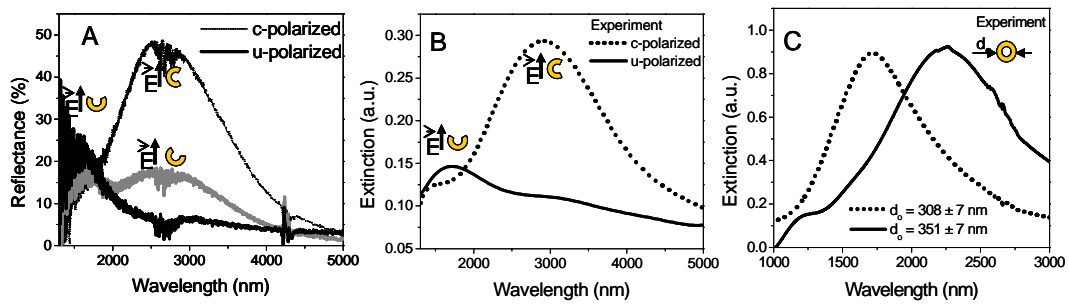 A
c-polarized
u-polarized
E
E
E
50
40
30
20
10
0
2000 3000 4000 5000
Reflectance (%)
Wavelength (nm)
B
Experiment
c-polarized
u-polarized
E
E
0.30
0.25
0.20
0.15
0.10
0.05
2000 3000 4000 5000
Extinction (a.u.)
Wavelength (nm)
C
Experiment
d
1.0
0.8
0.6
0.4
0.2
0.0
1000 1500 2000 2500 3000
d₀ = 308 ± 7 nm
d₀ = 351 ± 7 nm
Extinction (a.u.)
Wavelength (nm)